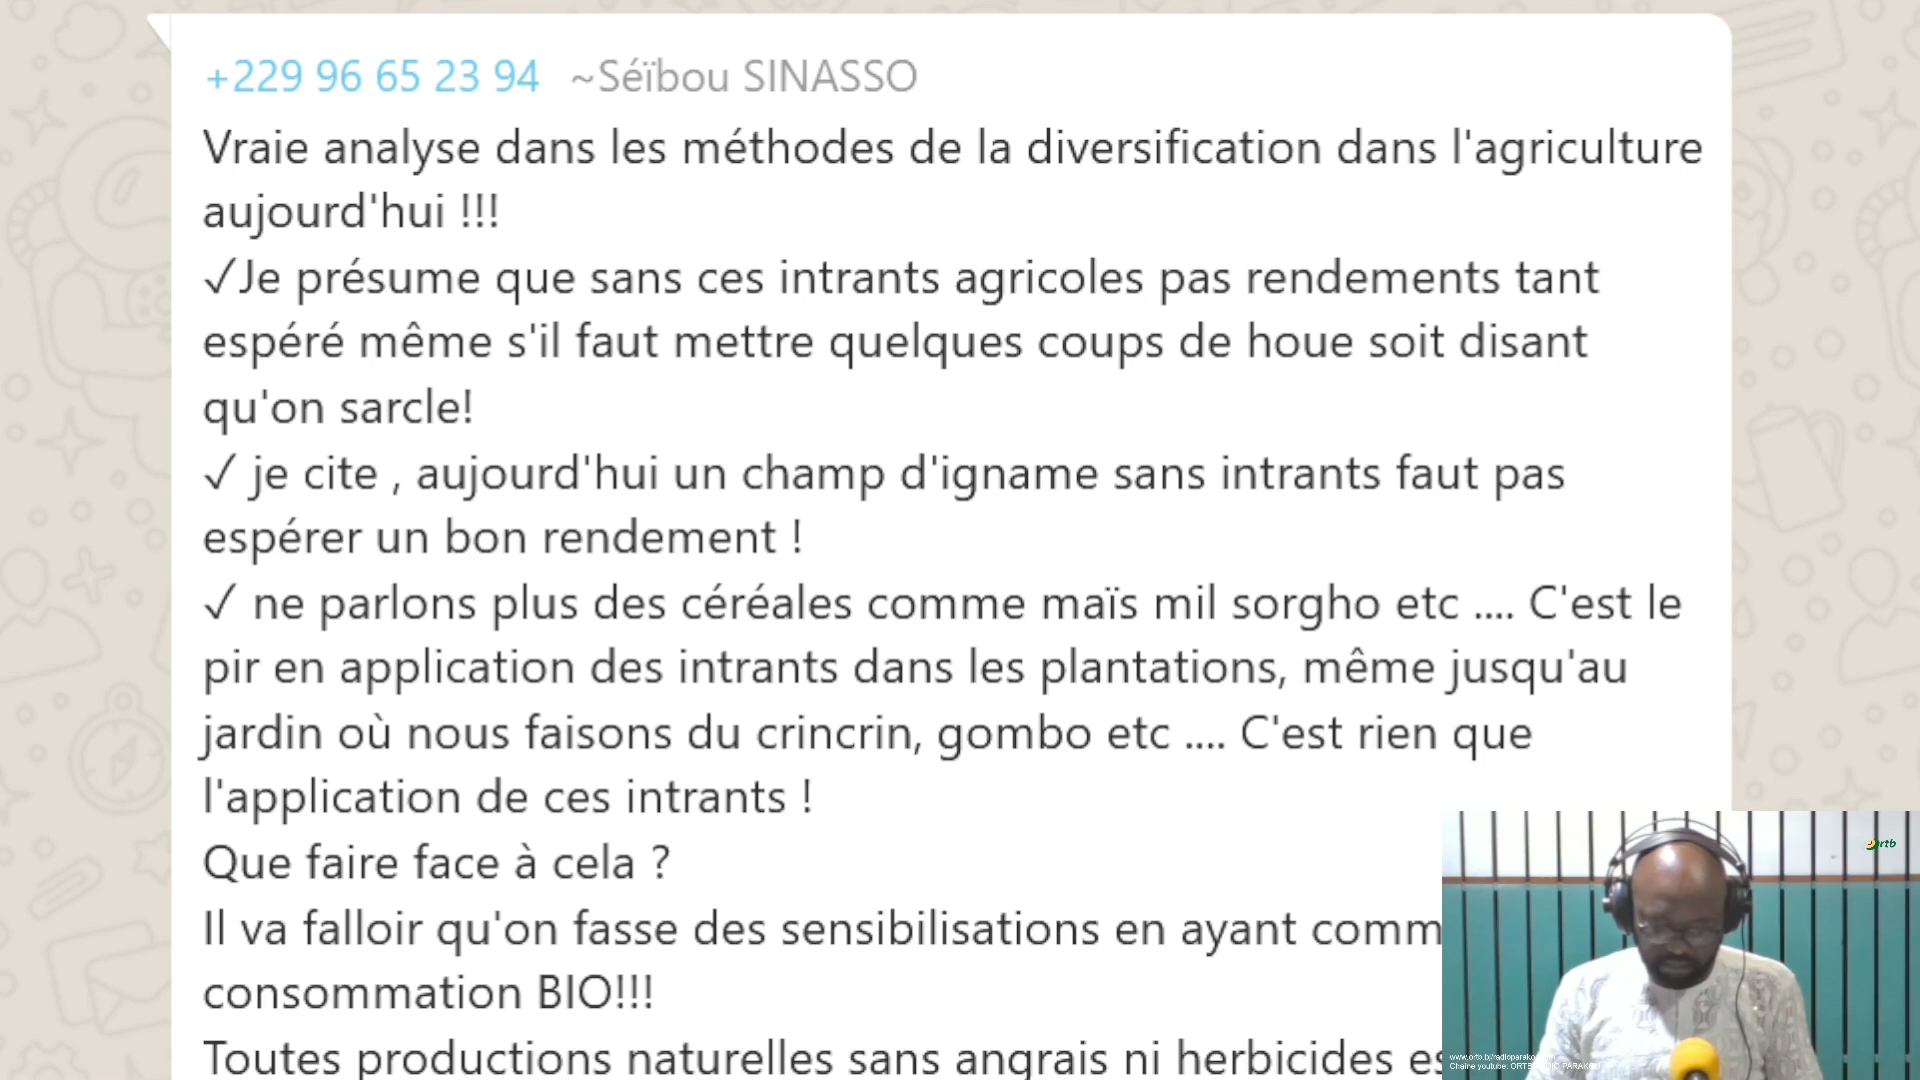 +229 96 65 23 94 ~Séïbou SINASSO
Vraie analyse dans les méthodes de la diversification dans l'agriculture
aujourd'hui !!!
✓Je présume que sans ces intrants agricoles pas rendements tant
espéré même s'il faut mettre quelques coups de houe soit disant
qu'on sarcle!
✓ je cite , aujourd'hui un champ d'igname sans intrants faut pas
espérer un bon rendement !
✓ ne parlons plus des céréales comme maïs mil sorgho etc .... C'est le
pir en application des intrants dans les plantations, même jusqu'au
jardin où nous faisons du crincrin, gombo etc .... C'est rien que
l'application de ces intrants !
Que faire face à cela ?
Il va falloir qu'on fasse des sensibilisations en ayant comm
consommation BIO!!!
Toutes productions naturelles sans angrais ni herbicides es
ortb
Chaine youtube: ORTB PARAKOU